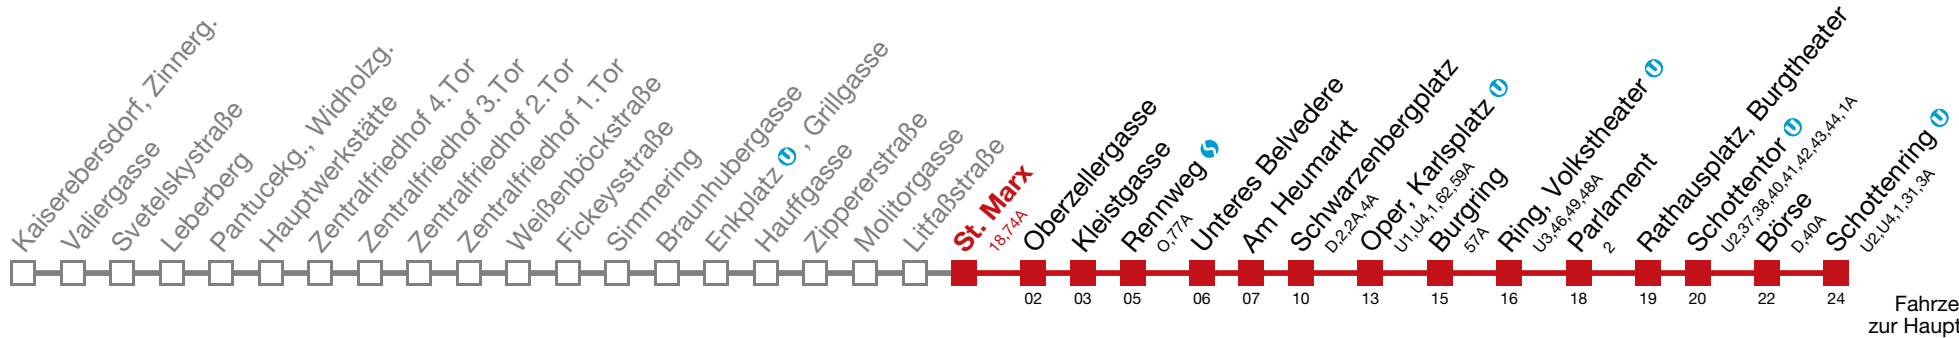 Kaiserebersdorf, Zinnerg.
Valiergasse
Svetelskystraße
Leberberg
Pantucekg., Widholzg.
Hauptwerkstätte
Zentralfriedhof 4.Tor
Zentralfriedhof 3.Tor
Zentralfriedhof 2.Tor
Zentralfriedhof 1.Tor
Weißenböckstraße
Fickeysstraße
Simmering
Braunhubergasse
Enkplatz U , Grillgasse
Hauffgasse
Zippererstraße
Molitorgasse
Litfaßstraße
St. Marx
18,74A
Oberzellergasse
02
Kleistgasse
03
Rennweg S
O,77A
05
Unteres Belvedere
06
Am Heumarkt
07
Schwarzenbergplatz
D,2,2A,4A
10
Oper, Karlsplatz U
U1,U4,1,62,59A
13
Burgring
57A
15
Ring, Volkstheater U
U3,46,49,48A
16
Parlament
2
18
Rathausplatz, Burgtheater
19
Schottentor U
U2,37,38,40,41,42,43,44,1A
20
Börse
D,40A
22
Schottenring U
U2,U4,1,31,3A
24
Fahrze
zur Haupt